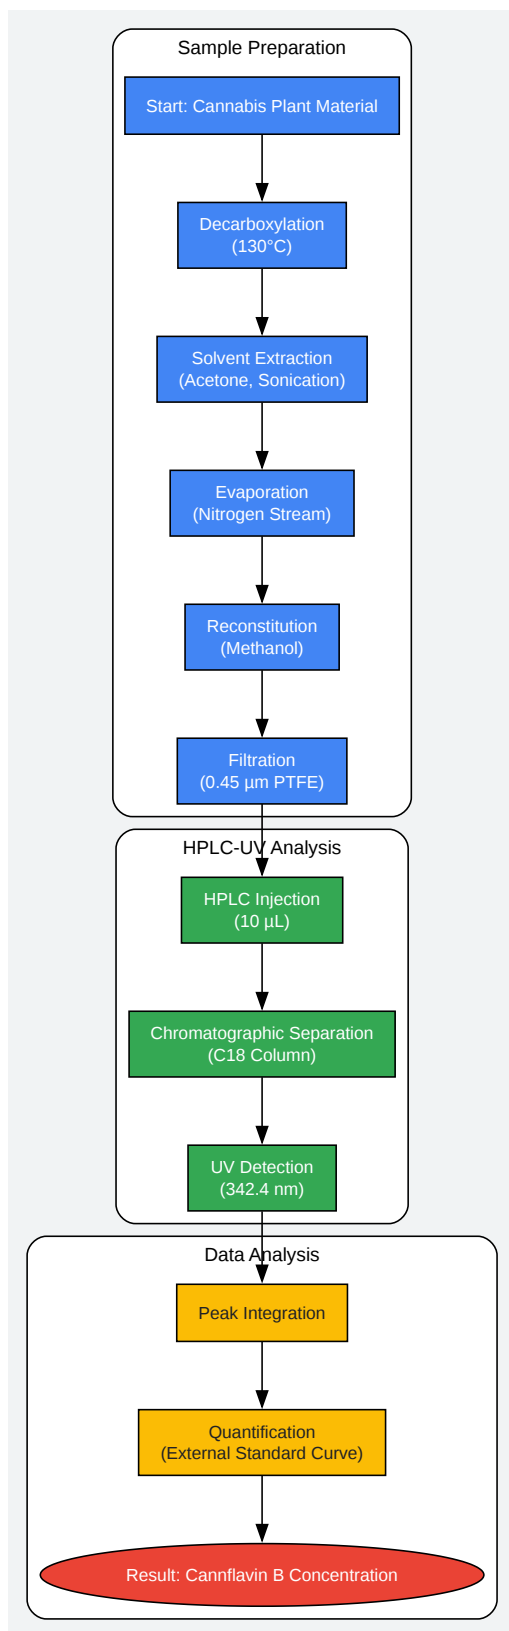 Sample Preparation
Start: Cannabis Plant Material
Decarboxylation
(130°C)
Solvent Extraction
(Acetone, Sonication)
Evaporation
(Nitrogen Stream)
Reconstitution
(Methanol)
Filtration
(0.45 µm PTFE)
HPLC-UV Analysis
HPLC Injection
(10 µL)
Chromatographic Separation
(C18 Column)
UV Detection
(342.4 nm)
Data Analysis
Peak Integration
Quantification
(External Standard Curve)
Result: Cannflavin B Concentration